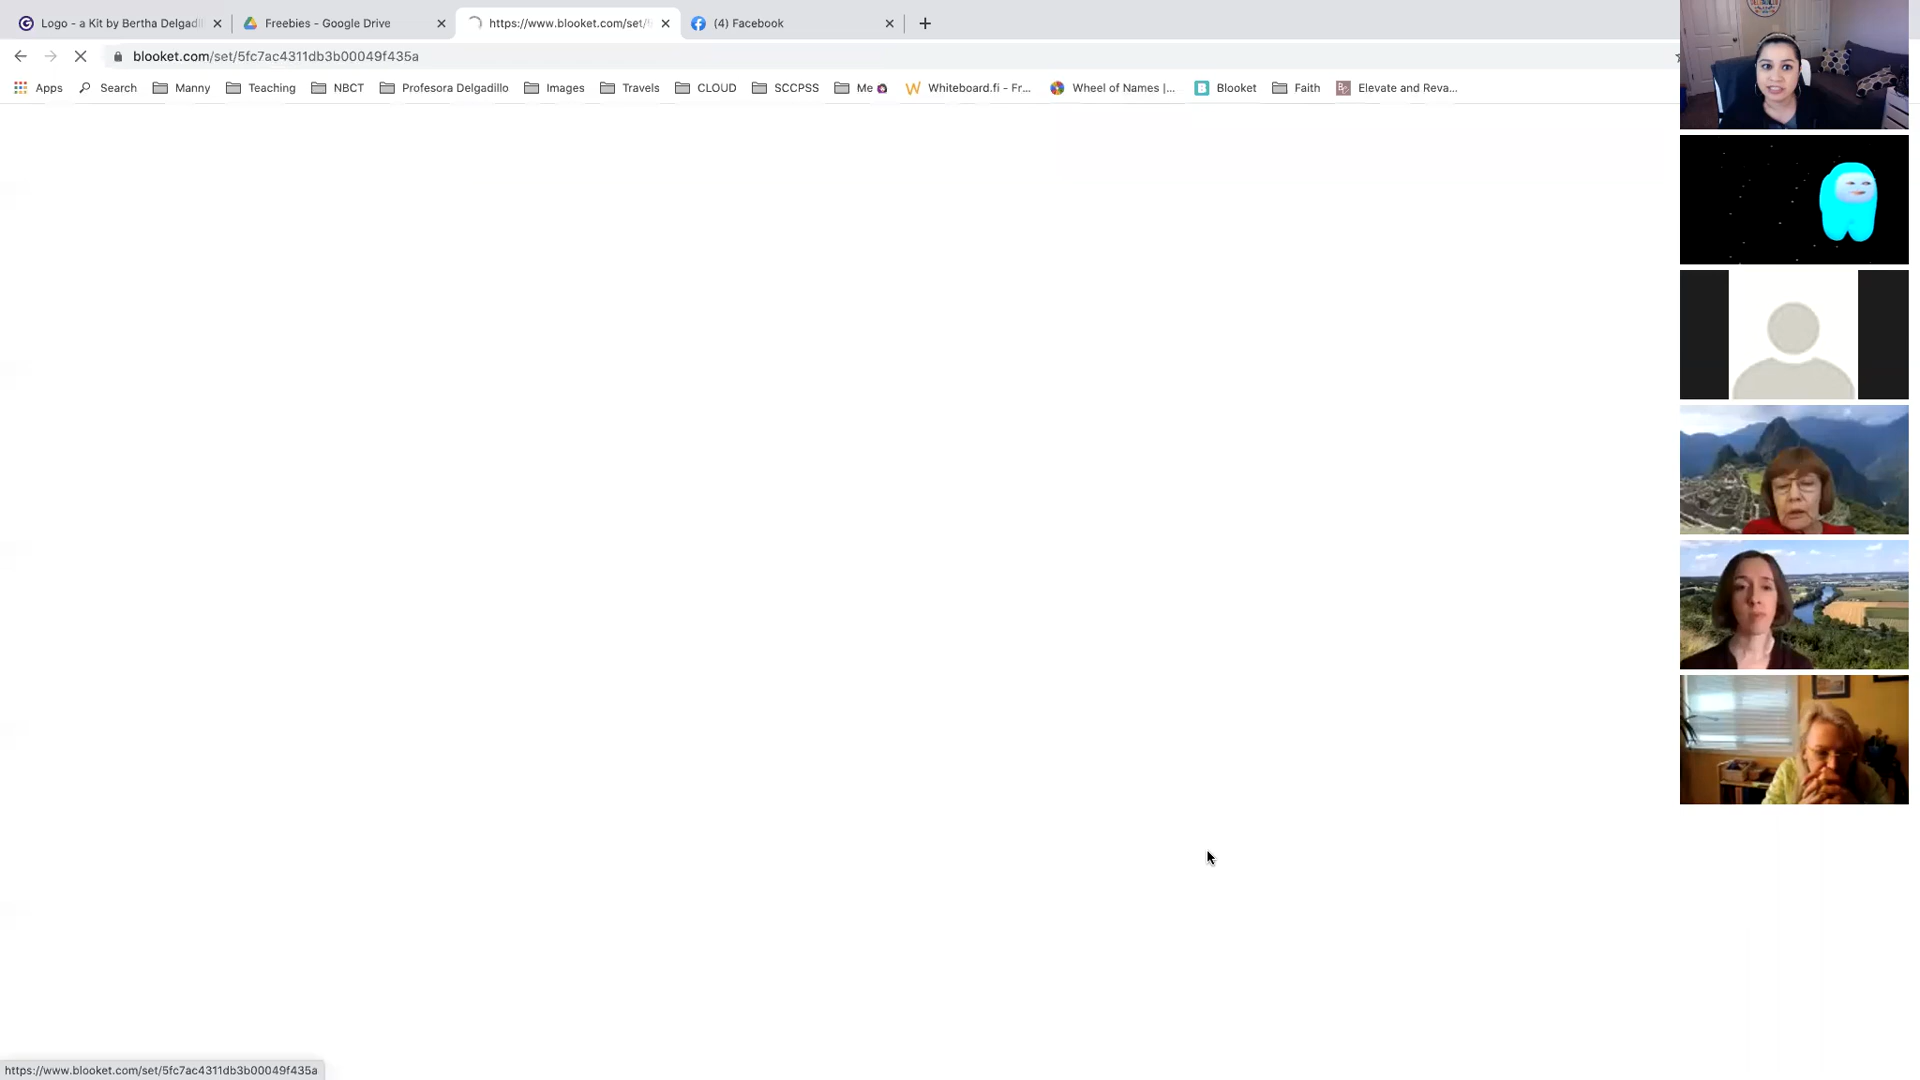 Logo - a Kit by Bertha Delgadil
Freebies - Google Drive
https://www.blooket.com/set/5
(4) Facebook
blooket.com/set/5fc7ac4311db3b00049f435a
Apps
Search
Manny
Teaching
NBCT
Profesora Delgadillo
Images
Travels
CLOUD
SCCPSS
Me
Whiteboard.fi - Fr...
Wheel of Names |...
Blooket
Faith
Elevate and Reva...
https://www.blooket.com/set/5fc7ac4311db3b00049f435a